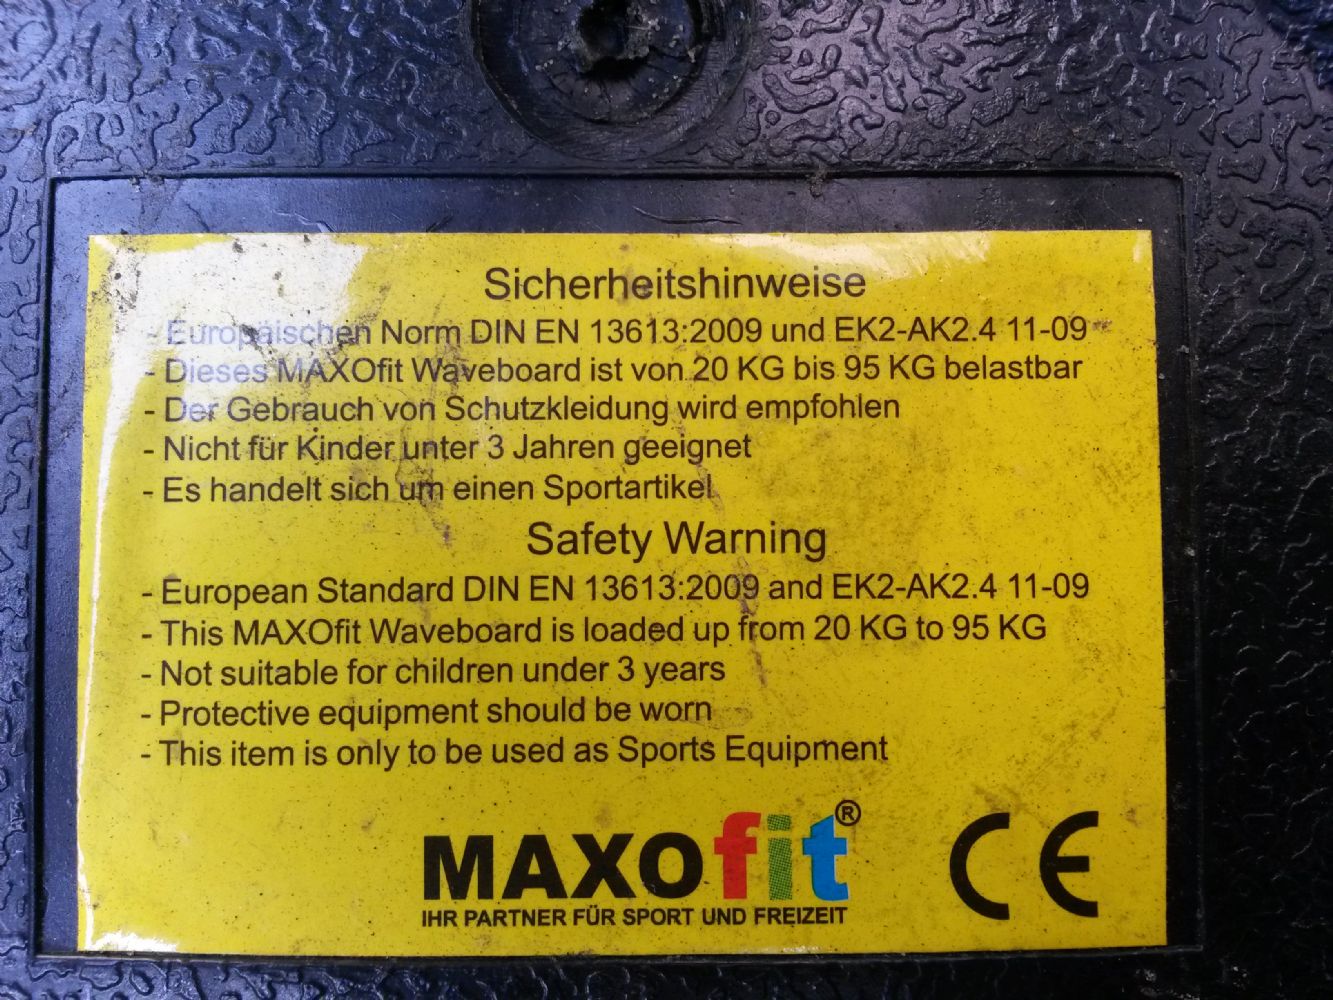 Sicherheitshinweise
- Europäischen Norm DIN EN 13613:2009 und EK2-AK2.4 11-09
- Dieses MAXOfit Waveboard ist von 20 KG bis 95 KG belastbar
- Der Gebrauch von Schutzkleidung wird empfohlen
- Nicht für Kinder unter 3 Jahren geeignet
- Es handelt sich um einen Sportartikel
Safety Warning
- European Standard DIN EN 13613:2009 and EK2-AK2.4 11-09
- This MAXOfit Waveboard is loaded up from 20 KG to 95 KG
- Not suitable for children under 3 years
- Protective equipment should be worn
- This item is only to be used as Sports Equipment
MAXOfit®
IHR PARTNER FÜR SPORT UND FREIZEIT
CE